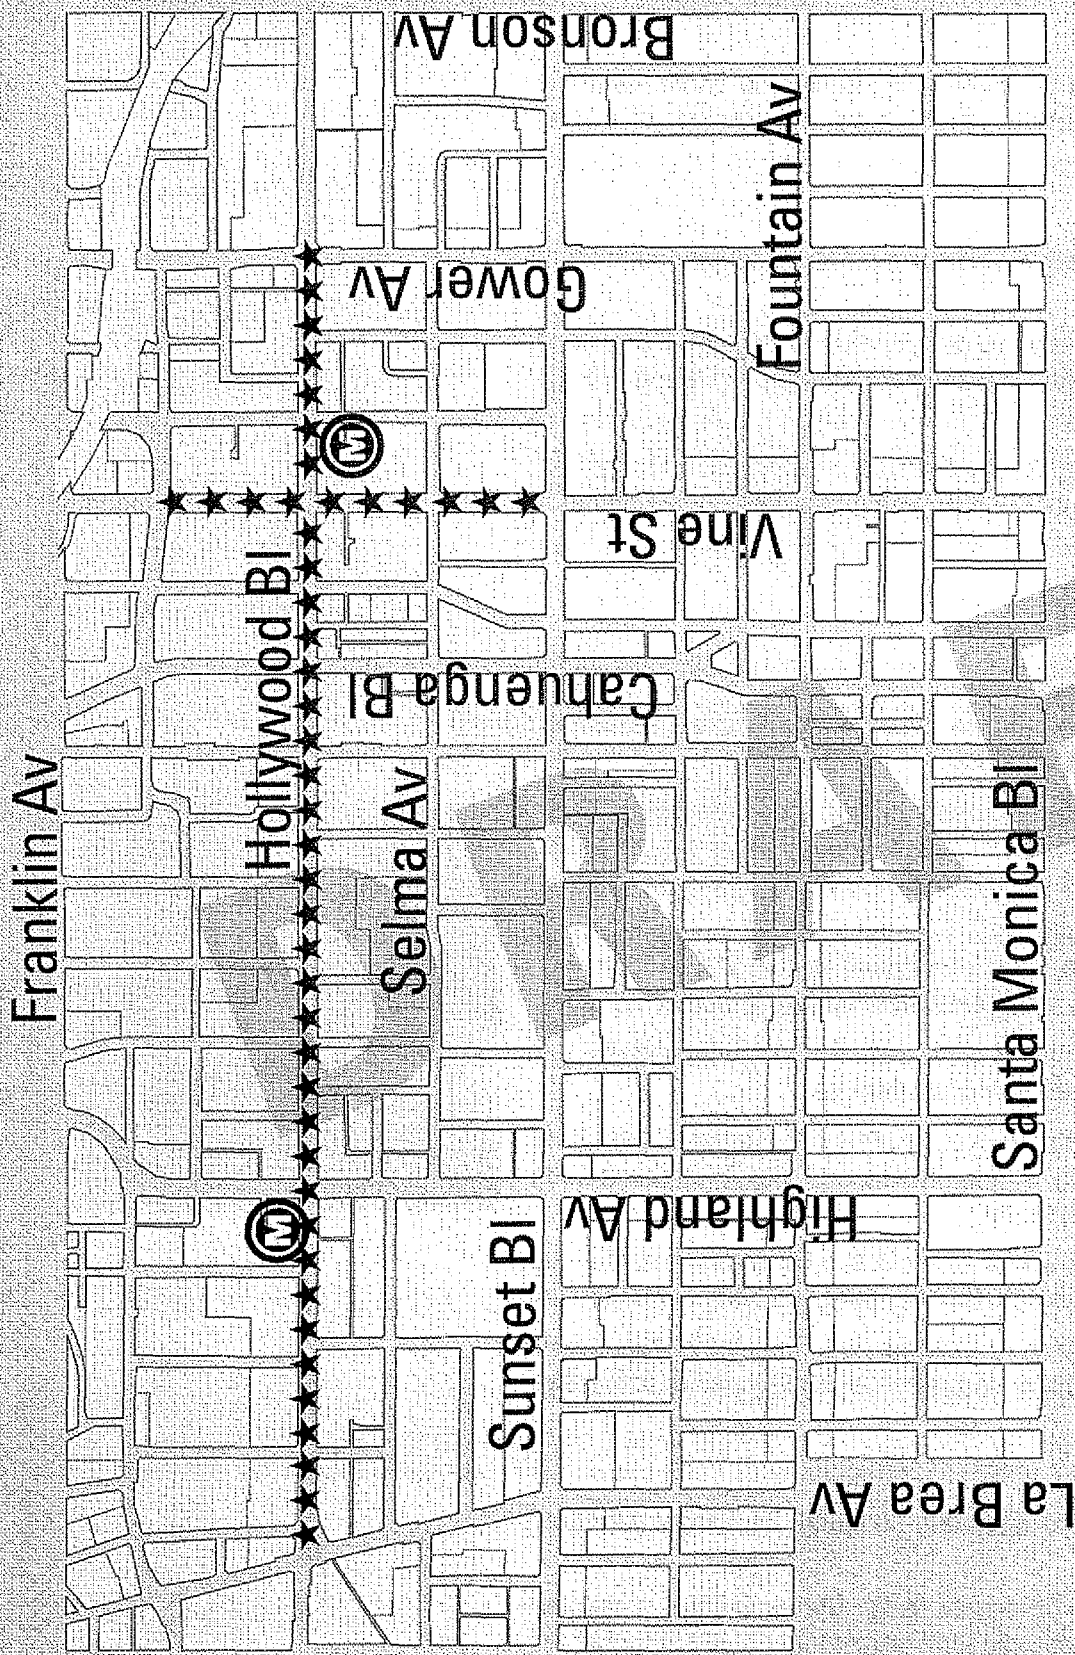 Franklin Av
Hollywood Bl
Selma Av
Sunset Bl
Fountain Av
Santa Monica Bl
La Brea Av
Highland Av
Cahuenga Bl
Vine St
Gower Av
Bronson Av
M
M